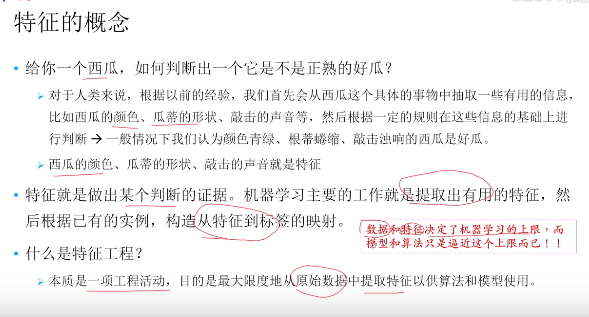 特征的概念
• 给你一个西瓜，如何判断出一个它是不是正熟的好瓜？
➢ 对于人类来说，根据以前的经验，我们首先会从西瓜这个具体的事物中抽取一些有用的信息，
比如西瓜的颜色、瓜蒂的形状、敲击的声音等，然后根据一定的规则在这些信息的基础上进
行判断 → 一般情况下我们认为颜色青绿、根蒂蜷缩、敲击浊响的西瓜是好瓜。
➢ 西瓜的颜色、瓜蒂的形状、敲击的声音就是特征
• 特征就是做出某个判断的证据。机器学习主要的工作就是提取出有用的特征，然
后根据已有的实例，构造从特征到标签的映射。
数据和特征决定了机器学习的上限，而
模型和算法只是逼近这个上限而已！！
• 什么是特征工程？
➢ 本质是一项工程活动，目的是最大限度地从原始数据中提取特征以供算法和模型使用。